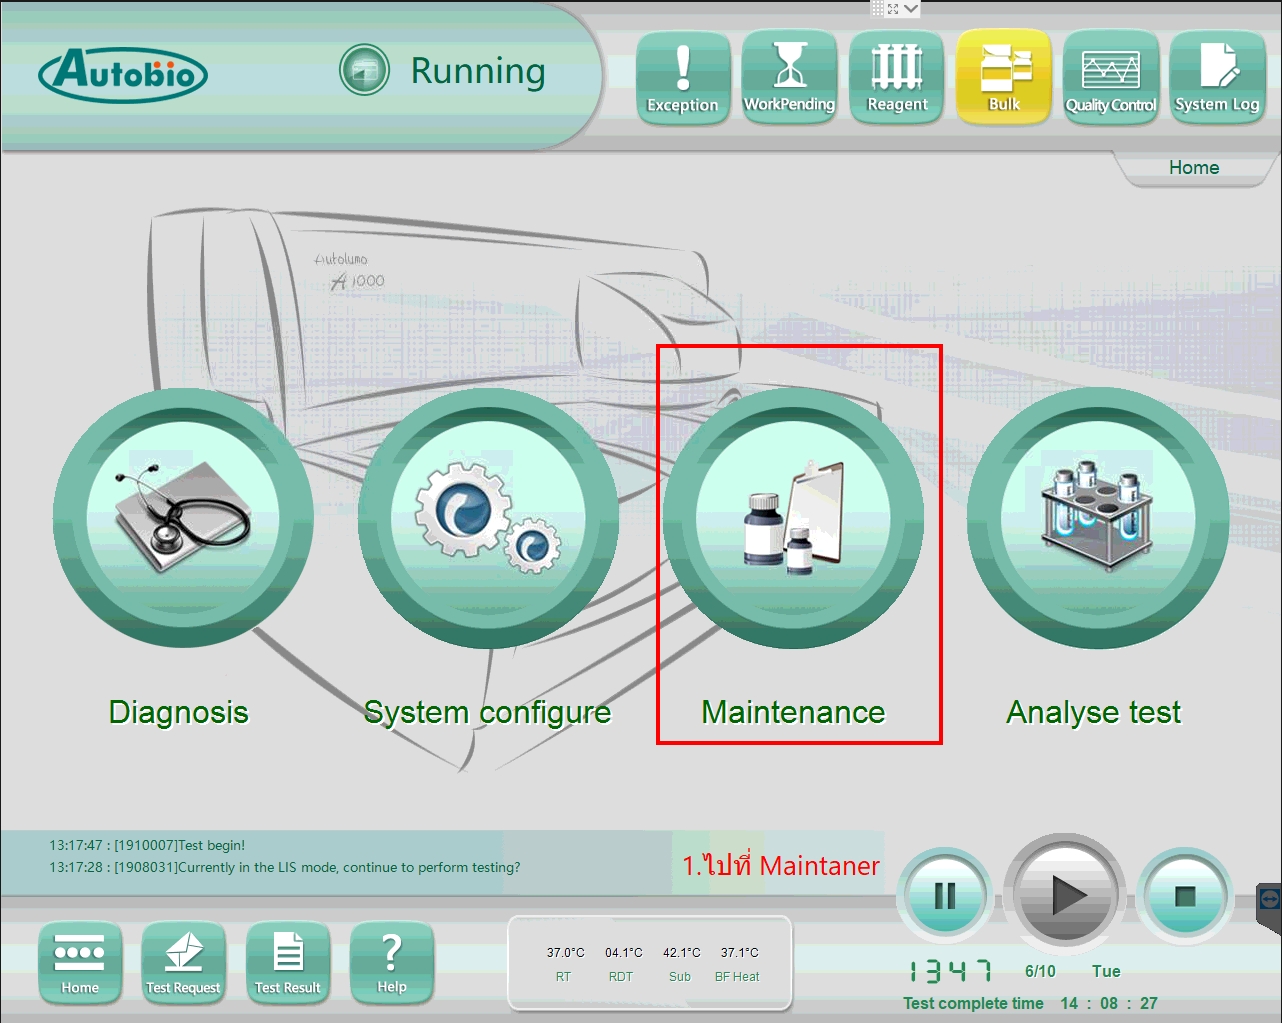 Autobio
Running
Exception
WorkPending
Reagent
Bulk
Quality Control
System Log
Home
Autolumo
A1000
Diagnosis
System configure
Maintenance
Analyse test
13:17:47 : [1910007]Test begin!
13:17:28 : [1908031]Currently in the LIS mode, continue to perform testing?
1.ไปที่ Maintaner
Home
Test Request
Test Result
Help
37.0°C 04.1°C 42.1°C 37.1°C
RT RDT Sub BF Heat
1347 6/10 Tue
Test complete time 14 : 08 : 27